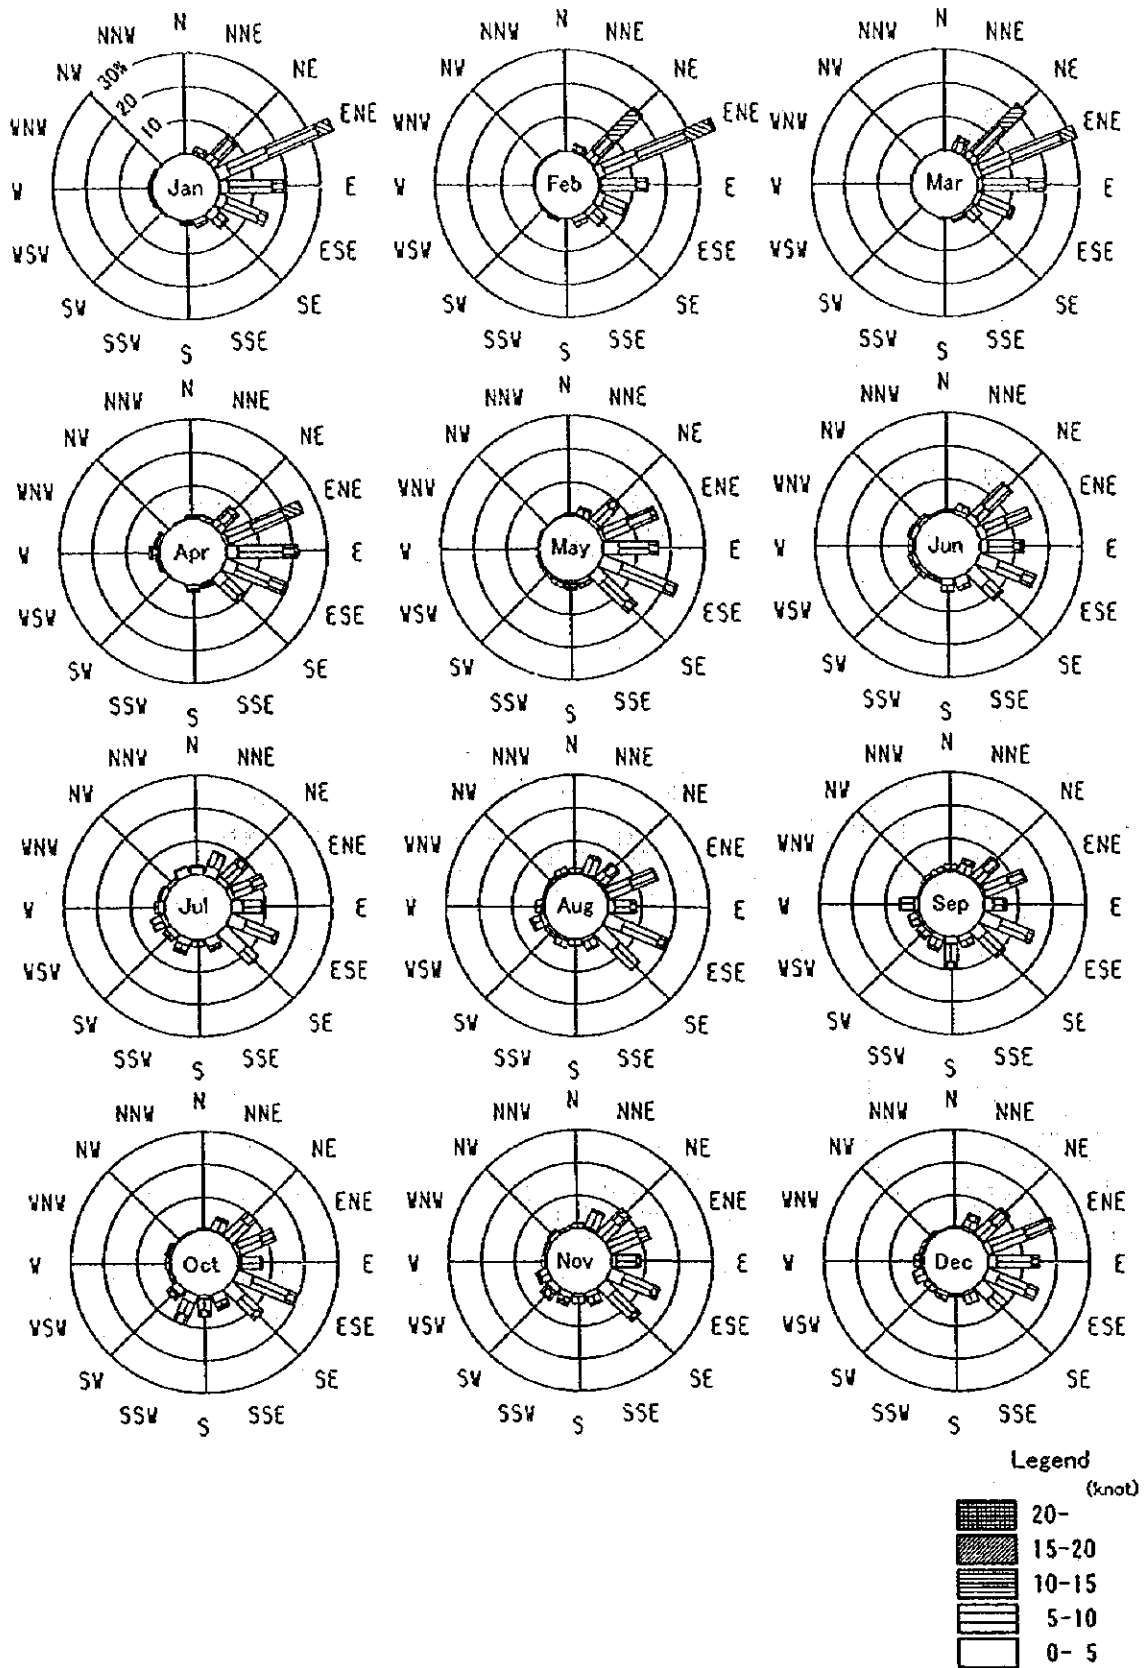 N N N
NNW NNE NNW NNE NNW NNE
NW 30% NE NW NE NW NE
WNW 20 ENE WNW ENE WNW ENE
10
W Jan E W Feb E W Mar E
WSW ESE WSW ESE WSW ESE
SW SE SW SE SW SE
SSW S SSE SSW S SSE SSW S SSE
N N N
NNW NNE NNW NNE NNW NNE
NW NE NW NE NW NE
WNW ENE WNW ENE WNW ENE
W Apr E W May E W Jun E
WSW ESE WSW ESE WSW ESE
SW SE SW SE SW SE
SSW S SSE SSW S SSE SSW S SSE
N N N
NNW NNE NNW NNE NNW NNE
NW NE NW NE NW NE
WNW ENE WNW ENE WNW ENE
W Jul E W Aug E W Sep E
WSW ESE WSW ESE WSW ESE
SW SE SW SE SW SE
SSW S SSE SSW S SSE SSW S SSE
N N N
NNW NNE NNW NNE NNW NNE
NW NE NW NE NW NE
WNW ENE WNW ENE WNW ENE
W Oct E W Nov E W Dec E
WSW ESE WSW ESE WSW ESE
SW SE SW SE SW SE
SSW S SSE SSW S SSE SSW S SSE
Legend
(knot)
20-
15-20
10-15
5-10
0- 5